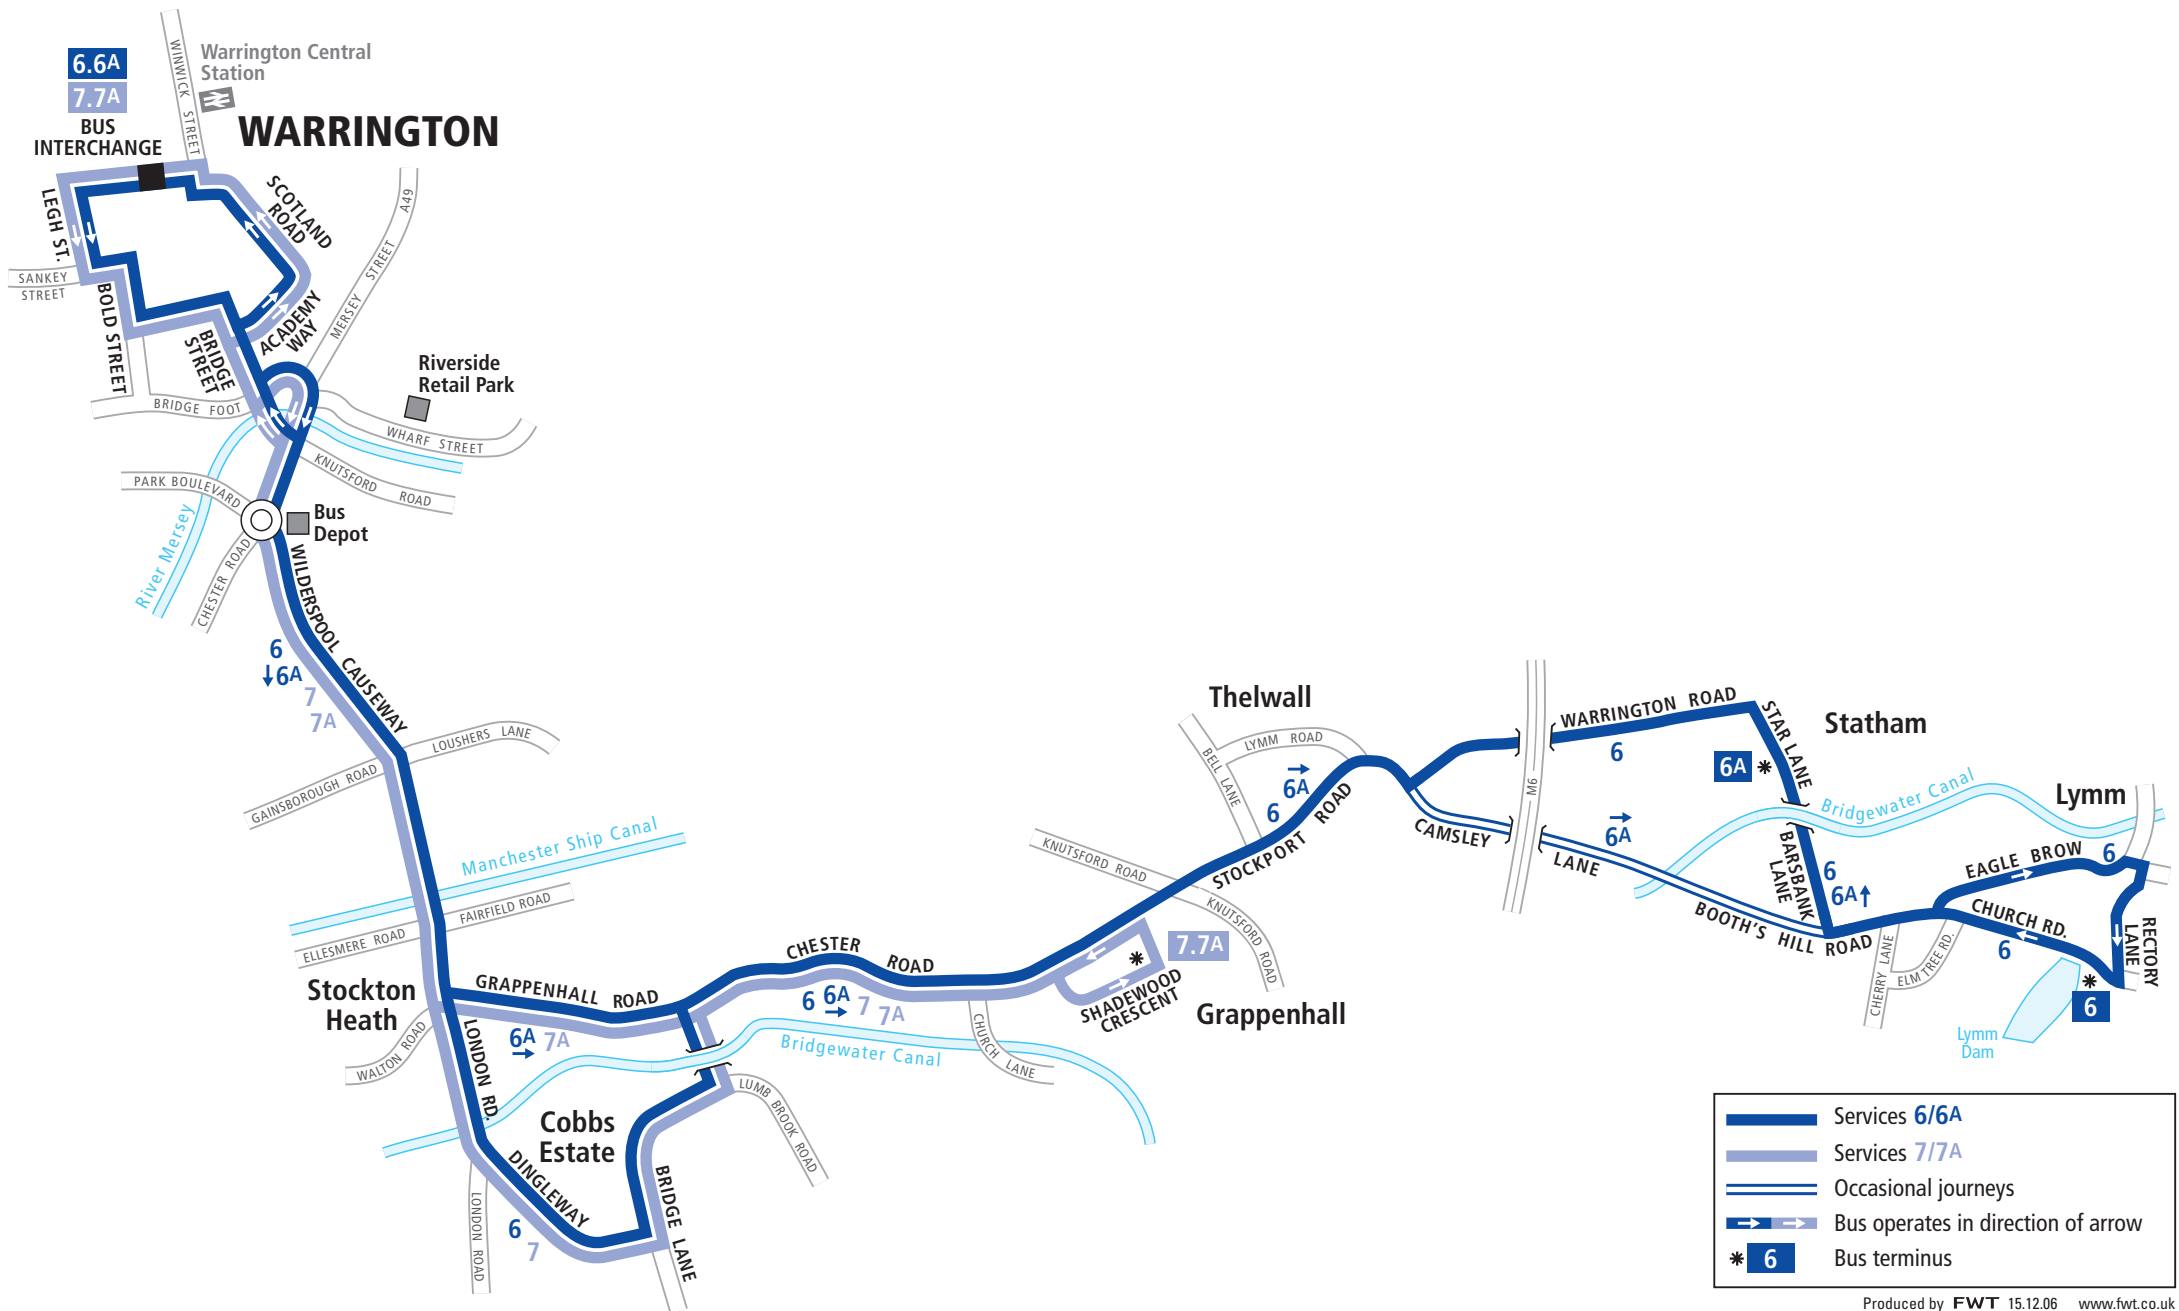 6.6A
7.7A
BUS
INTERCHANGE
WINWICK STREET
Warrington Central
Station
WARRINGTON
LEGH ST.
SCOTLAND
ROAD
A49
MERSEY STREET
SANKEY
STREET
BOLD STREET
BRIDGE
STREET
ACADEMY
WAY
Riverside
Retail Park
BRIDGE FOOT
WHARF STREET
KNUTSFORD ROAD
PARK BOULEVARD
River Mersey
CHESTER ROAD
Bus
Depot
WILDERSPOOL CAUSEWAY
6
6A
7
7A
LOUSHERS LANE
GAINSBOROUGH ROAD
Manchester Ship Canal
FAIRFIELD ROAD
ELLESMERE ROAD
Stockton
Heath
GRAPPENHALL ROAD
WALTON ROAD
LONDON RD.
6A
7A
CHESTER ROAD
6 6A 7 7A
Bridgewater Canal
CHURCH LANE
LUMB BROOK ROAD
Cobbs
Estate
DINGLEWAY
BRIDGE LANE
LONDON ROAD
6
7
7.7A
SHADEWOOD
CRESCENT
Grappenhall
KNUTSFORD ROAD
KNUTSFORD ROAD
Thelwall
LYMM ROAD
BELL LANE
6A
6
STOCKPORT ROAD
CAMSLEY LANE
M6
WARRINGTON ROAD
6
STAR LANE
Statham
6A
6A
Bridgewater Canal
Lymm
BARSBANK
LANE
6
6A
BOOTH'S HILL ROAD
EAGLE BROW
6
CHURCH RD.
6
RECTORY
LANE
CHERRY LANE
ELM TREE RD.
6
Lymm
Dam
Services 6/6A
Services 7/7A
Occasional journeys
Bus operates in direction of arrow
6
Bus terminus
Produced by FWT 15.12.06 www.fwt.co.uk